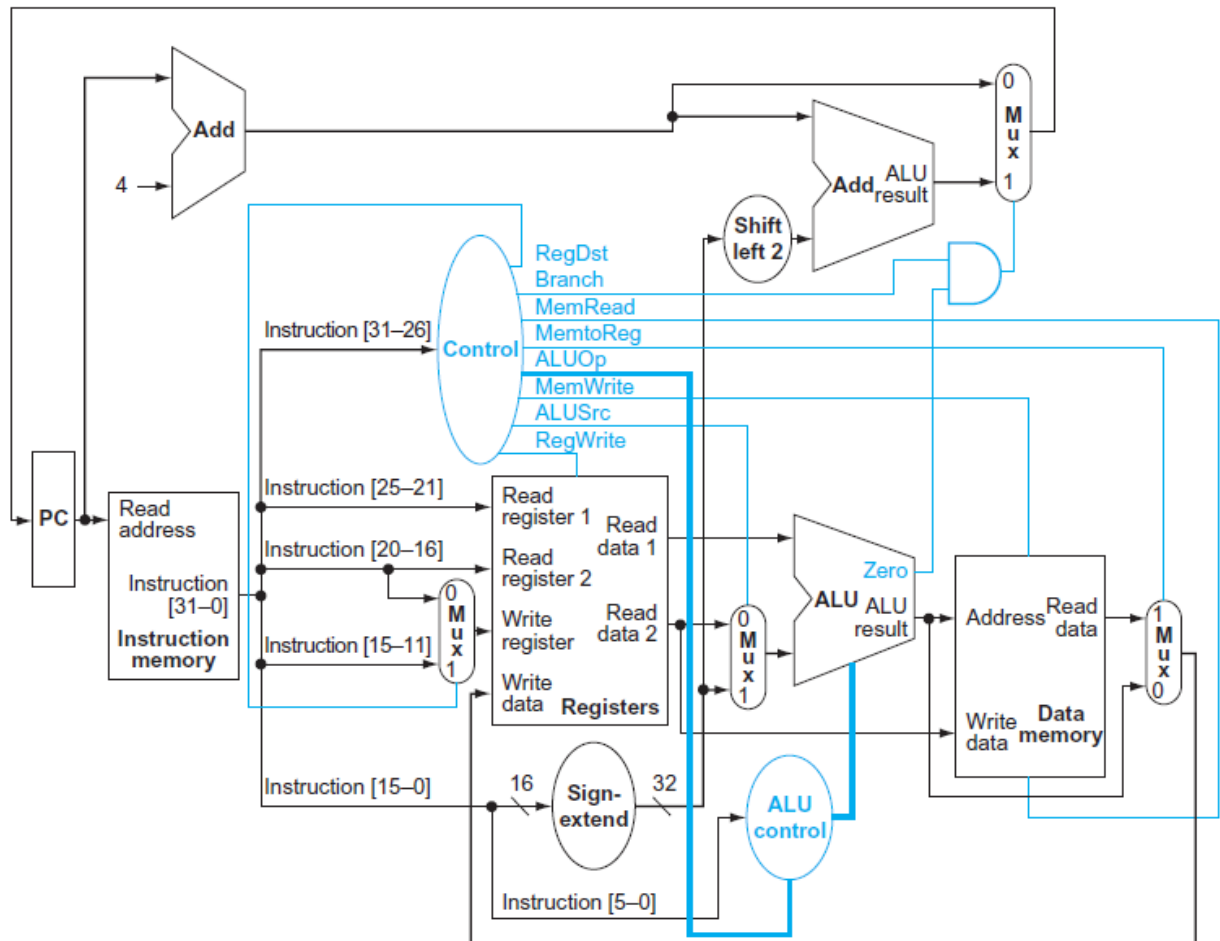 0
M
u
x
1
Add
4
Add
ALU
result
Shift
left 2
RegDst
Branch
MemRead
MemtoReg
ALUOp
MemWrite
ALUSrc
RegWrite
Instruction [31–26]
Control
Instruction [25–21]
Instruction [20–16]
Instruction [15–11]
PC
Read
address
Instruction
[31–0]
Instruction
memory
0
M
u
x
1
Read
register 1
Read
register 2
Write
register
Write
data
Read
data 1
Read
data 2
Registers
0
M
u
x
1
Zero
ALU
ALU
result
Address
Read
data
Write
data
Data
memory
1
M
u
x
0
Instruction [15–0]
16
Sign-
extend
32
ALU
control
Instruction [5–0]